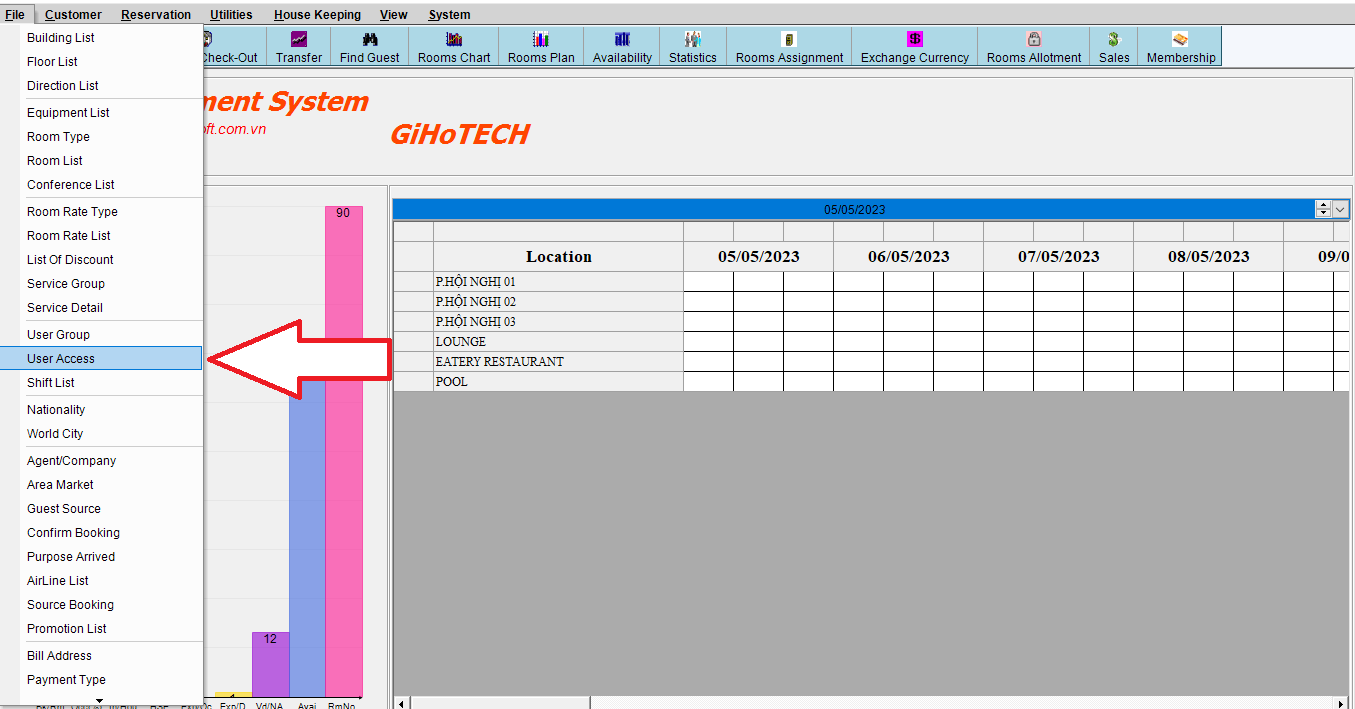 File Customer Reservation Utilities House Keeping View System
Check-Out Transfer Find Guest Rooms Chart Rooms Plan Availability Statistics Rooms Assignment Exchange Currency Rooms Allotment Sales Membership
Building List
Floor List
Direction List
Equipment List
Room Type
Room List
Conference List
Room Rate Type
Room Rate List
List Of Discount
Service Group
Service Detail
User Group
User Access
Shift List
Nationality
World City
Agent/Company
Area Market
Guest Source
Confirm Booking
Purpose Arrived
AirLine List
Source Booking
Promotion List
Bill Address
Payment Type
ment System
oft.com.vn
GiHoTECH
90
12
Exp/D Vd/NA Avai RmNo
05/05/2023
Location 05/05/2023 06/05/2023 07/05/2023 08/05/2023 09/0
P.HỘI NGHỊ 01
P.HỘI NGHỊ 02
P.HỘI NGHỊ 03
LOUNGE
EATERY RESTAURANT
POOL